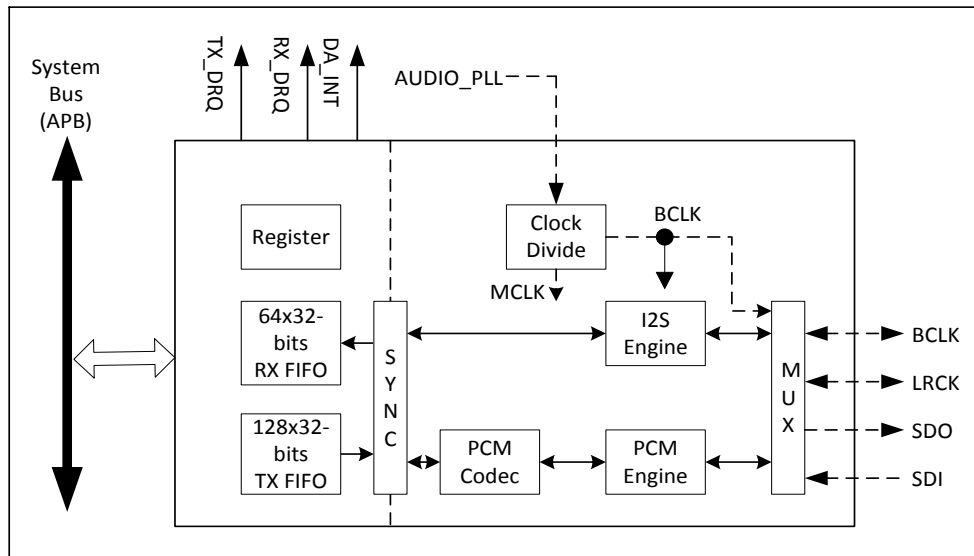 TX_DRQ
RX_DRQ
DA_INT
System
Bus
(APB)
AUDIO_PLL
Register
Clock
Divide
BCLK
MCLK
64x32-
bits
RX FIFO
S
Y
N
C
I2S
Engine
M
U
X
BCLK
LRCK
SDO
SDI
128x32-
bits
TX FIFO
PCM
Codec
PCM
Engine